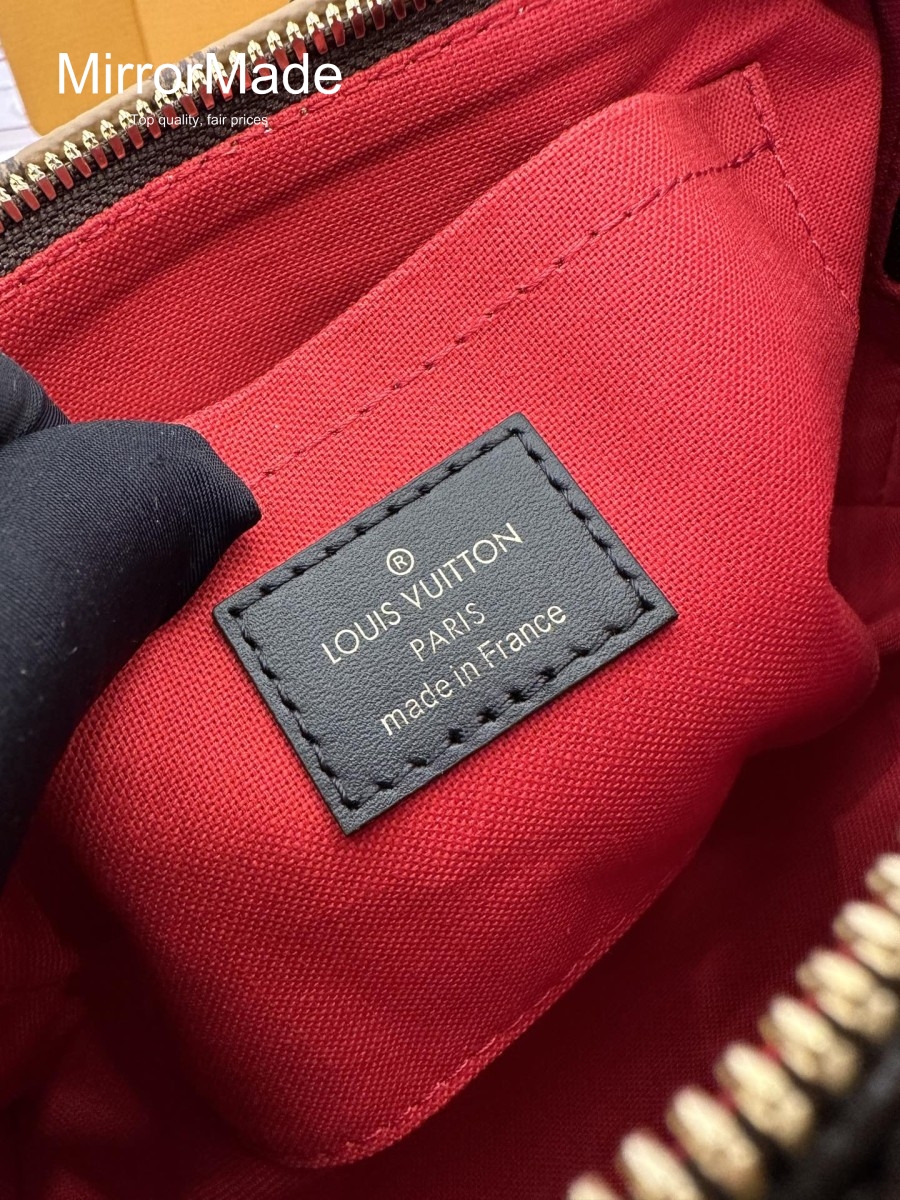 MirrorMade
Top quality, fair prices
®
LOUIS VUITTON
PARIS
made in France